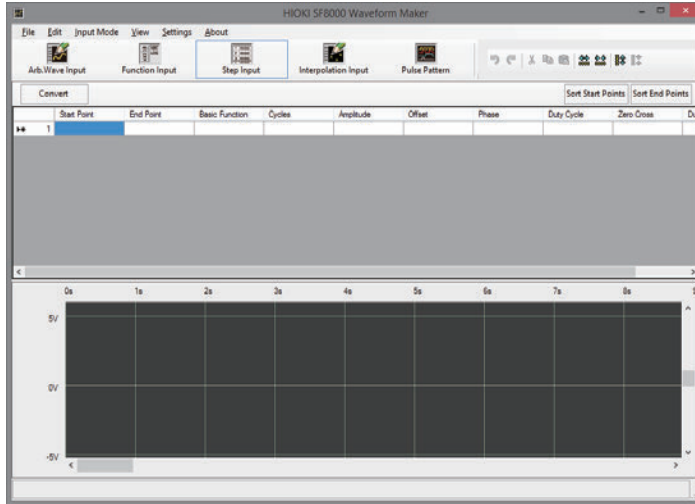 HIOKI SF8000 Waveform Maker
File Edit Input Mode View Settings About
Arb.Wave Input Function Input Step Input Interpolation Input Pulse Pattern
Convert Sort Start Points Sort End Points
Start Point End Point Basic Function Cycles Amplitude Offset Phase Duty Cycle Zero Cross Du
1
0s 1s 2s 3s 4s 5s 6s 7s 8s
5V
0V
-5V